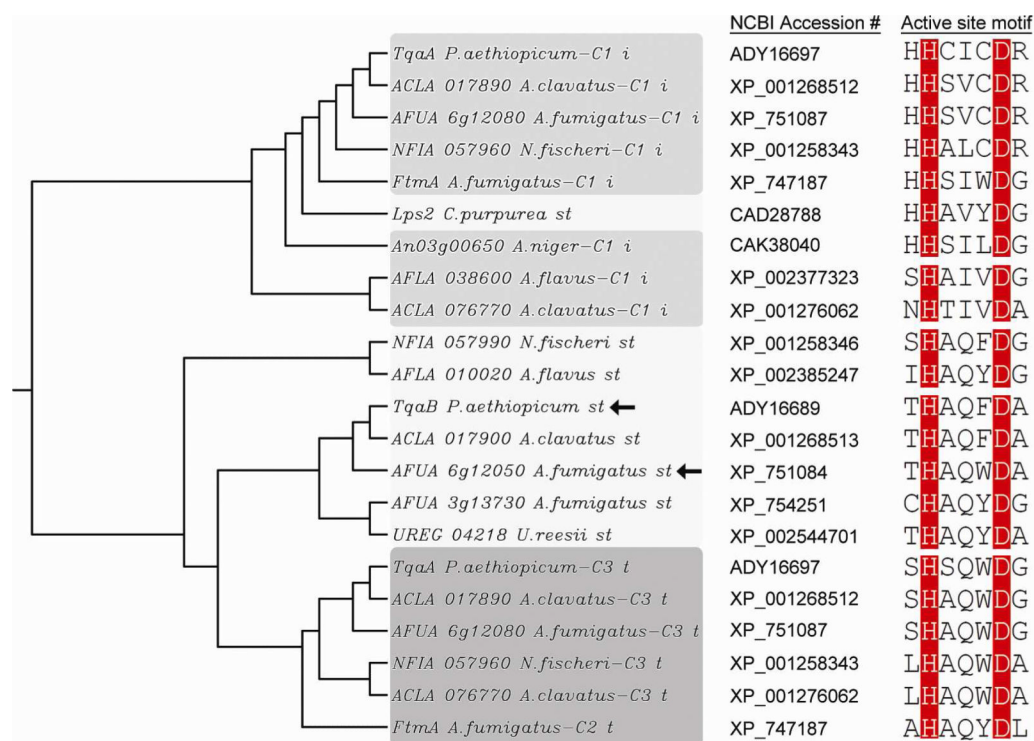 NCBI Accession # Active site motif
TqaA P.aethiopicum-C1 i ADY16697 HHCICDR
ACLA 017890 A.clavatus-C1 i XP_001268512 HHSVCDR
AFUA 6g12080 A.fumigatus-C1 i XP_751087 HHSVCDR
NFIA 057960 N.fischeri-C1 i XP_001258343 HHALCDR
FtmA A.fumigatus-C1 i XP_747187 HHSIWDG
Lps2 C.purpurea st CAD28788 HHAVYDG
An03g00650 A.niger-C1 i CAK38040 HHSILDG
AFLA 038600 A.flavus-C1 i XP_002377323 SHAIVDG
ACLA 076770 A.clavatus-C1 i XP_001276062 NHTIVDA
NFIA 057990 N.fischeri st XP_001258346 SHAQFDG
AFLA 010020 A.flavus st XP_002385247 IHAQYDG
TqaB P.aethiopicum st ADY16689 THAQFDA
ACLA 017900 A.clavatus st XP_001268513 THAQFDA
AFUA 6g12050 A.fumigatus st XP_751084 THAQWDA
AFUA 3g13730 A.fumigatus st XP_754251 CHAQYDG
UREG 04218 U.reesii st XP_002544701 THAQYDA
TqaA P.aethiopicum-C3 t ADY16697 SHSQWDG
ACLA 017890 A.clavatus-C3 t XP_001268512 SHAQWDG
AFUA 6g12080 A.fumigatus-C3 t XP_751087 SHAQWDG
NFIA 057960 N.fischeri-C3 t XP_001258343 LHAQWDA
ACLA 076770 A.clavatus-C3 t XP_001276062 LHAQWDA
FtmA A.fumigatus-C2 t XP_747187 AHAQYDL